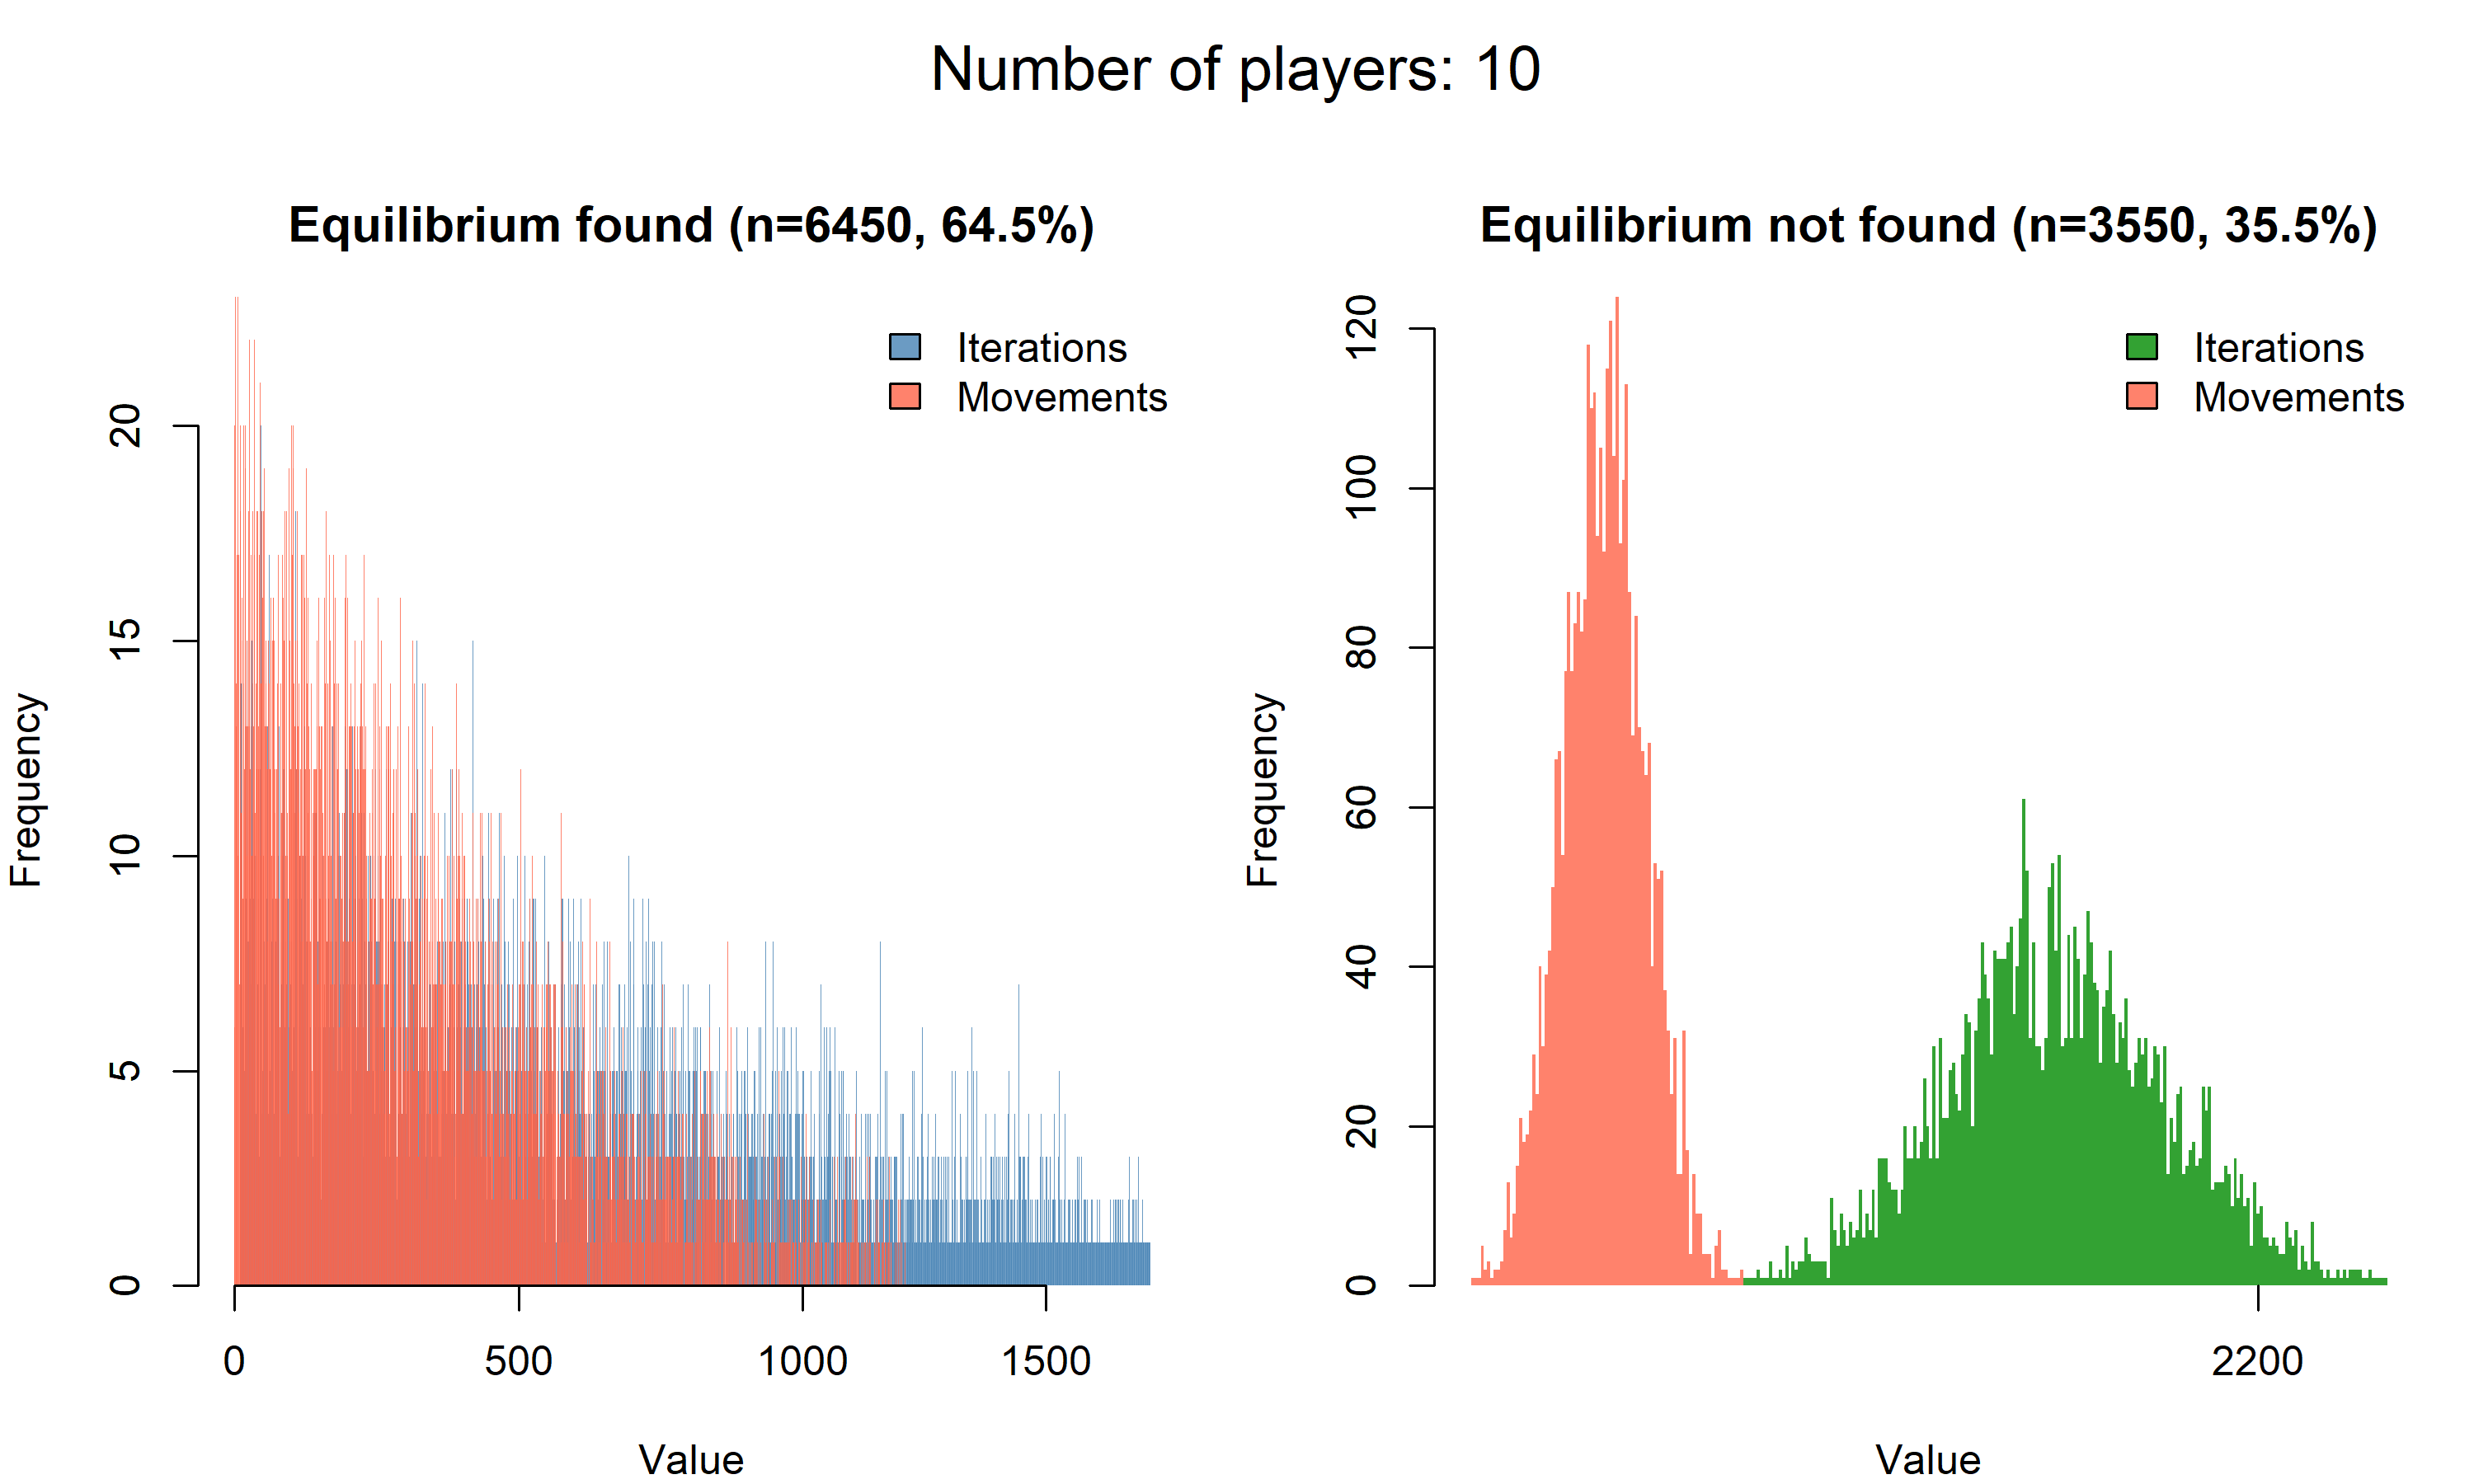 Number of players: 10
Equilibrium found (n=6450, 64.5%)
Iterations
Movements
Frequency
20
15
10
5
0
0 500 1000 1500
Value
Equilibrium not found (n=3550, 35.5%)
Iterations
Movements
Frequency
120
100
80
60
40
20
0
2200
Value